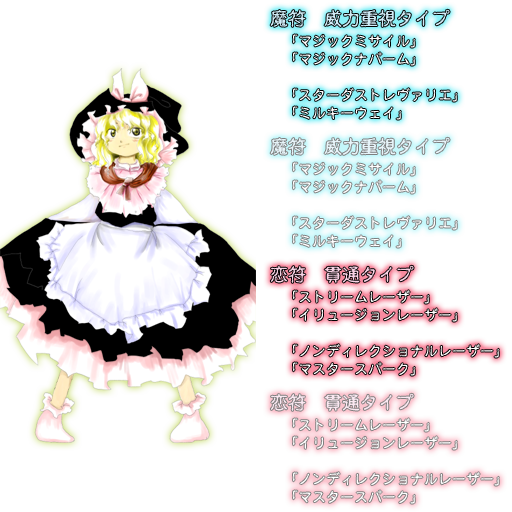 魔符　威力重視タイプ
「マジックミサイル」
「マジックナパーム」
「スターダストレヴァリエ」
「ミルキーウェイ」
魔符　威力重視タイプ
「マジックミサイル」
「マジックナパーム」
「スターダストレヴァリエ」
「ミルキーウェイ」
恋符　貫通タイプ
「ストリームレーザー」
「イリュージョンレーザー」
「ノンディレクショナルレーザー」
「マスタースパーク」
恋符　貫通タイプ
「ストリームレーザー」
「イリュージョンレーザー」
「ノンディレクショナルレーザー」
「マスタースパーク」